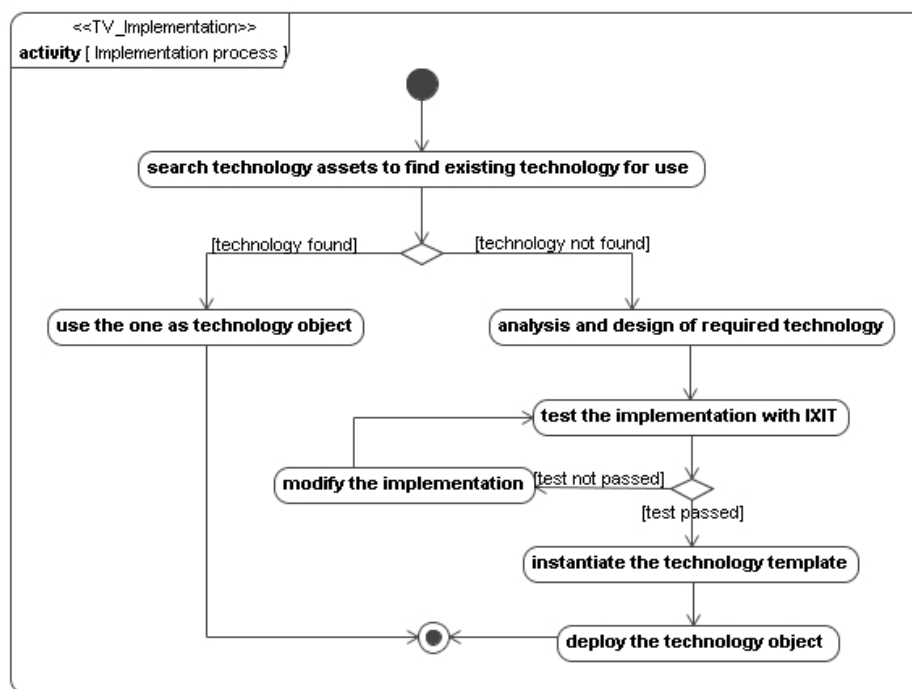 <<TV_Implementation>>
activity [ Implementation process ]
search technology assets to find existing technology for use
[technology found]
[technology not found]
use the one as technology object
analysis and design of required technology
test the implementation with IXIT
modify the implementation
[test not passed]
[test passed]
instantiate the technology template
deploy the technology object